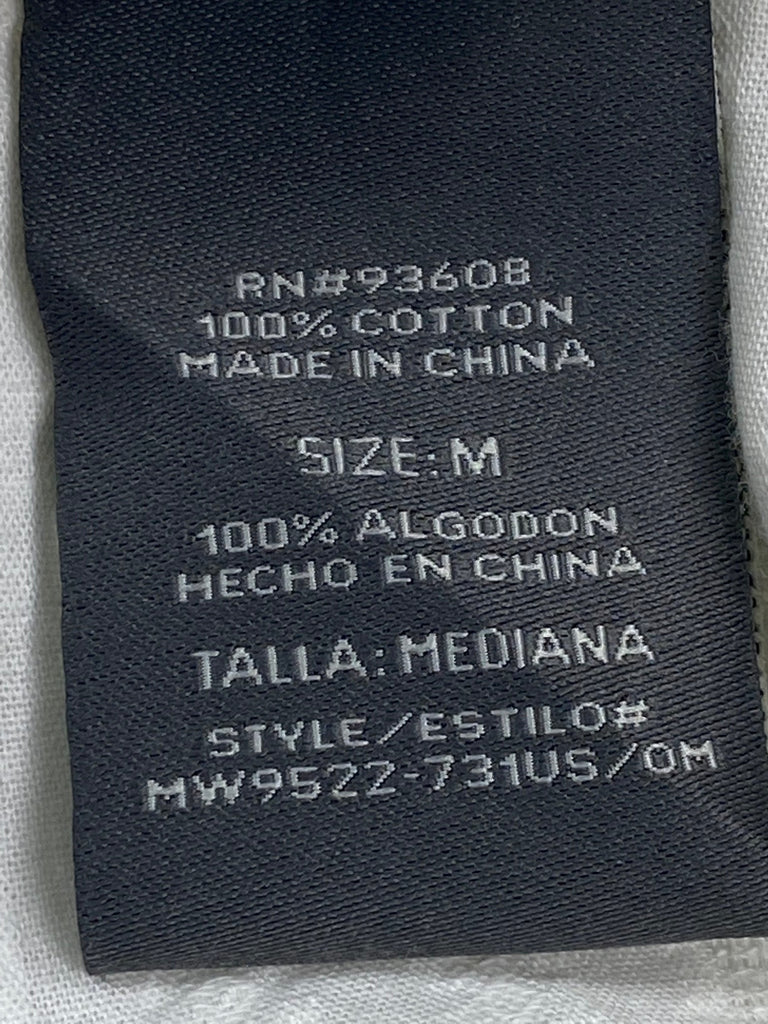 RN#93608
100% COTTON
MADE IN CHINA
SIZE: M
100% ALGODON
HECHO EN CHINA
TALLA: MEDIANA
STYLE/ESTILO#
MW9522-731US/OM